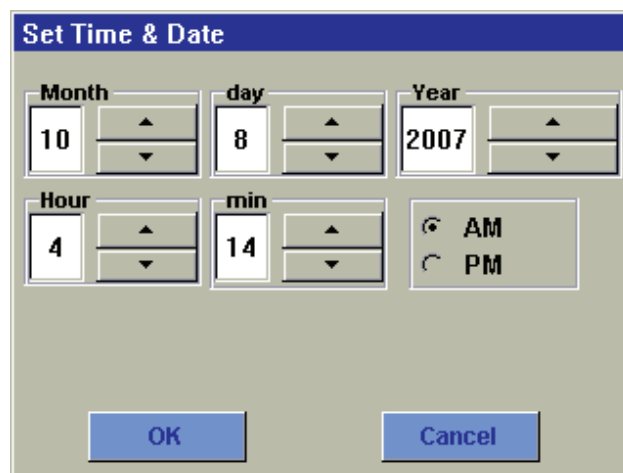 Set Time & Date
Month day Year
10 8 2007
Hour min
4 14 AM
PM
OK Cancel